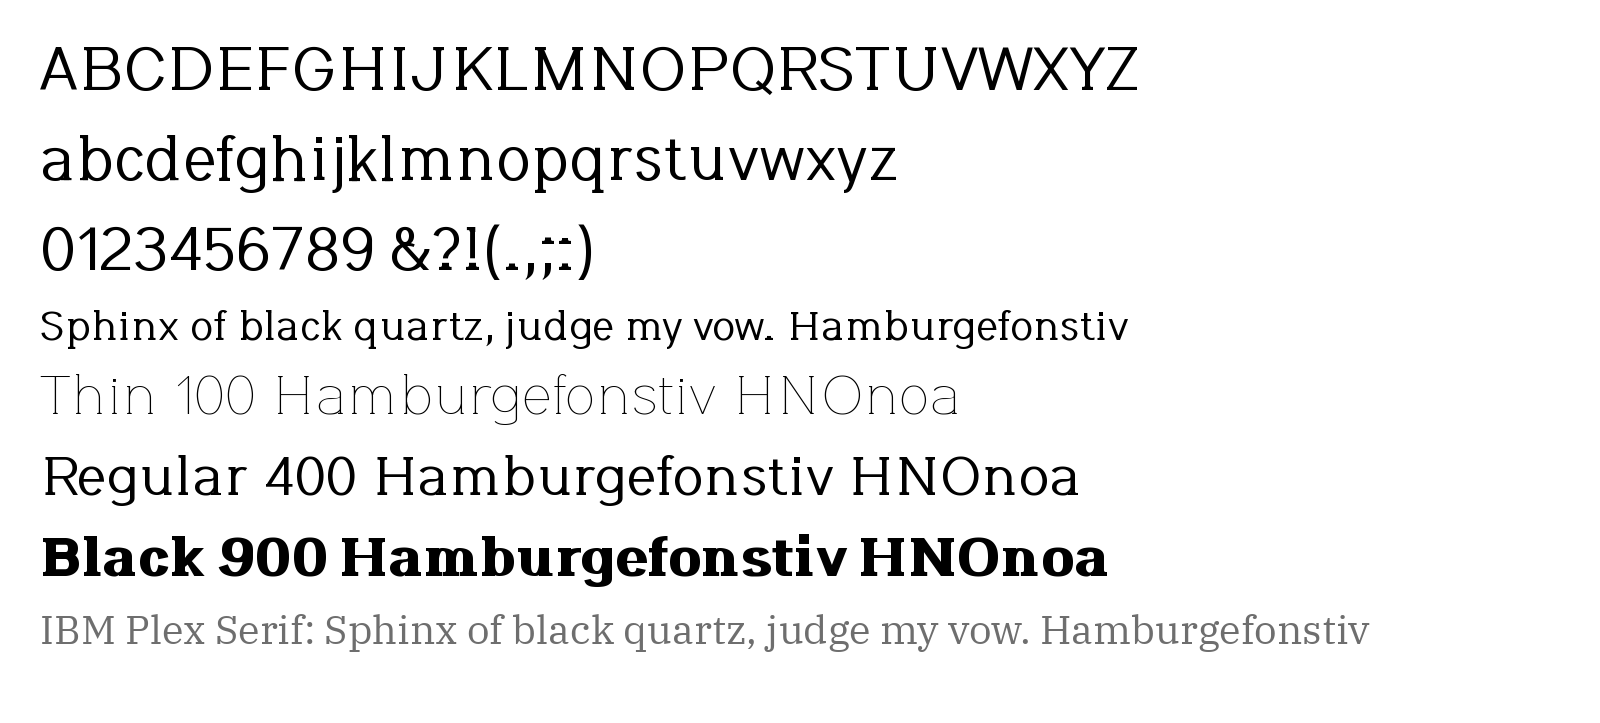 ABCDEFGHIJKLMNOPQRSTUVWXYZ
abcdefghijklmnopqrstuvwxyz
0123456789 &?!(.,;:)
Sphinx of black quartz, judge my vow. Hamburgefonstiv
Thin 100 Hamburgefonstiv HNOnoa
Regular 400 Hamburgefonstiv HNOnoa
Black 900 Hamburgefonstiv HNOnoa
IBM Plex Serif: Sphinx of black quartz, judge my vow. Hamburgefonstiv